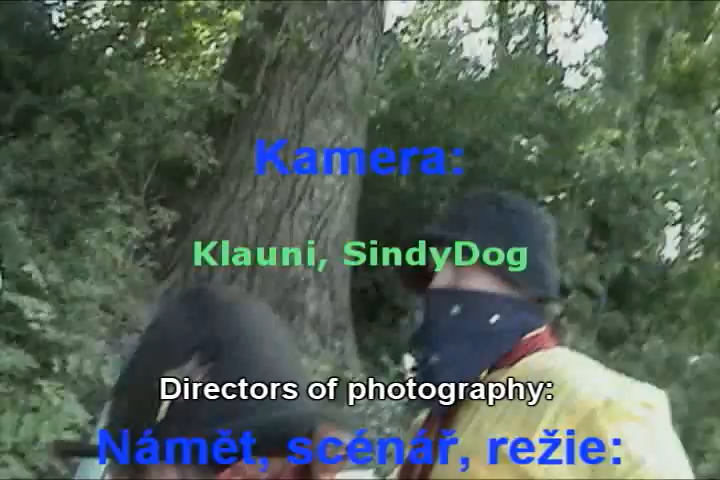 Kamera:
Klauni, SindyDog
Directors of photography:
Námět, scénář, režie: